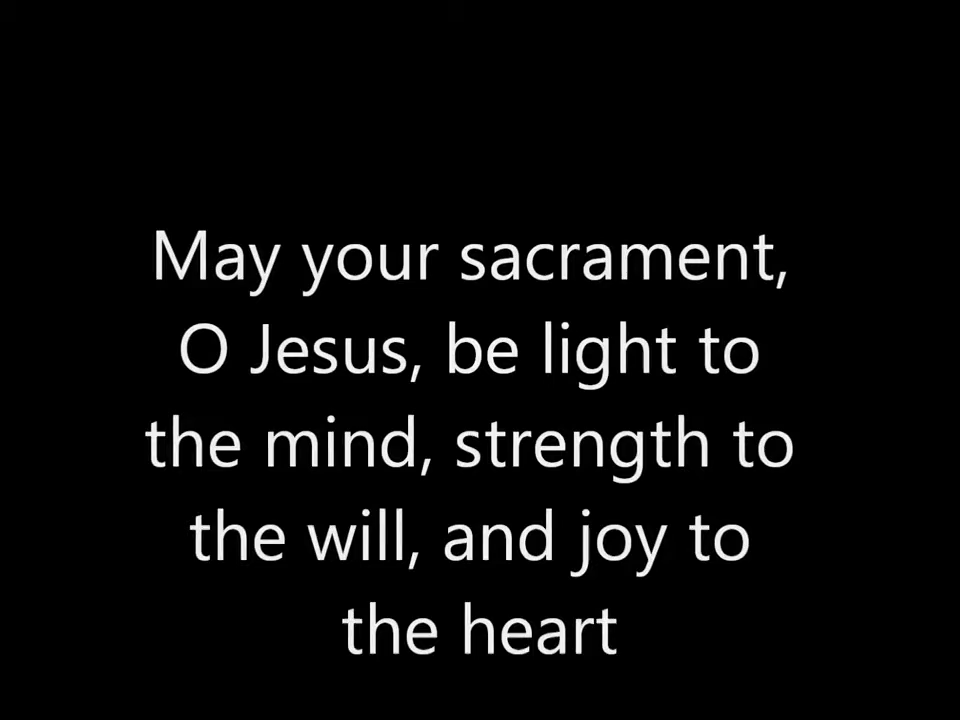 May your sacrament,
O Jesus, be light to
the mind, strength to
the will, and joy to
the heart